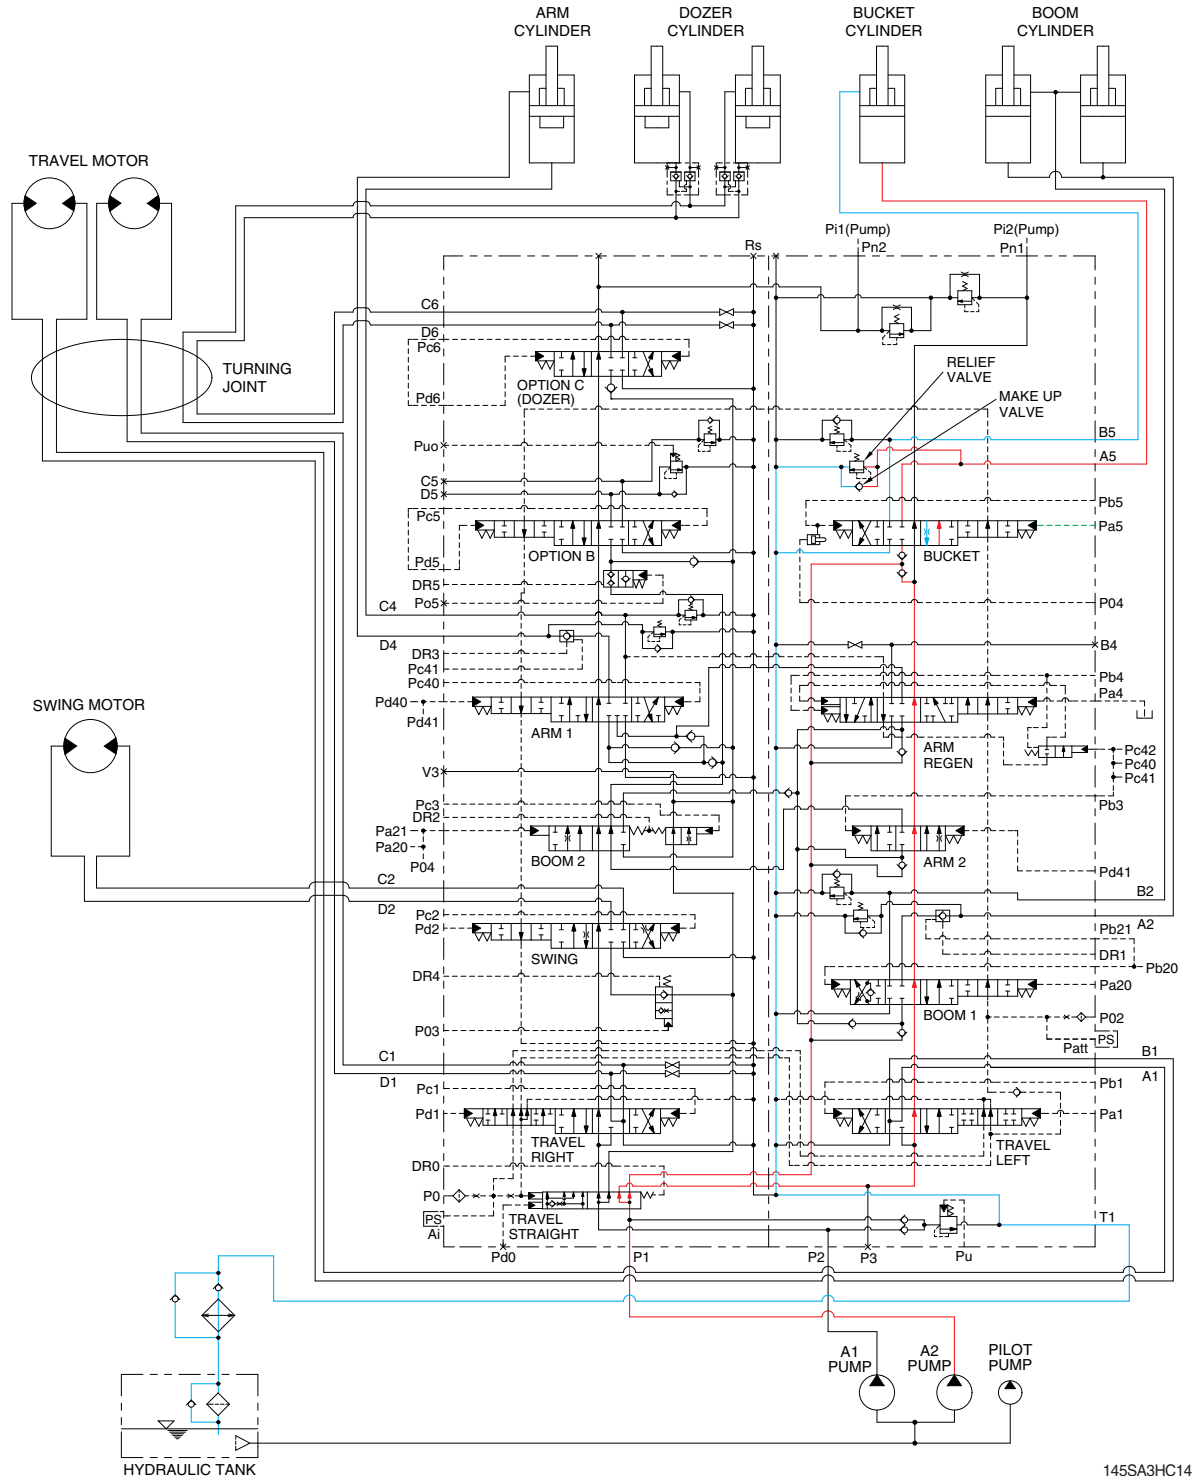 ARM
CYLINDER
DOZER
CYLINDER
BUCKET
CYLINDER
BOOM
CYLINDER
TRAVEL MOTOR
Pi1(Pump)
Pn2
Rs
Pi2(Pump)
Pn1
C6
D6
Pc6
TURNING
JOINT
OPTION C
(DOZER)
Pd6
RELIEF
VALVE
MAKE UP
VALVE
Puo
B5
A5
C5
D5
Pc5
Pb5
Pa5
OPTION B
BUCKET
Pd5
DR5
Po5
P04
C4
D4
DR3
Pc41
Pc40
B4
Pb4
Pa4
SWING MOTOR
Pd40
Pd41
ARM 1
ARM
REGEN
Pc42
Pc40
Pc41
V3
Pc3
DR2
Pb3
Pa21
Pa20
P04
BOOM 2
ARM 2
Pd41
C2
D2
B2
A2
Pc2
Pd2
Pb21
DR1
Pb20
SWING
DR4
Pa20
BOOM 1
P03
P02
PS
Patt
C1
D1
B1
A1
Pc1
Pb1
Pd1
Pa1
TRAVEL
RIGHT
TRAVEL
LEFT
DR0
P0
PS
Ai
TRAVEL
STRAIGHT
T1
Pd0
P1
P2
P3
Pu
A1
PUMP
A2
PUMP
PILOT
PUMP
HYDRAULIC TANK
145SA3HC14